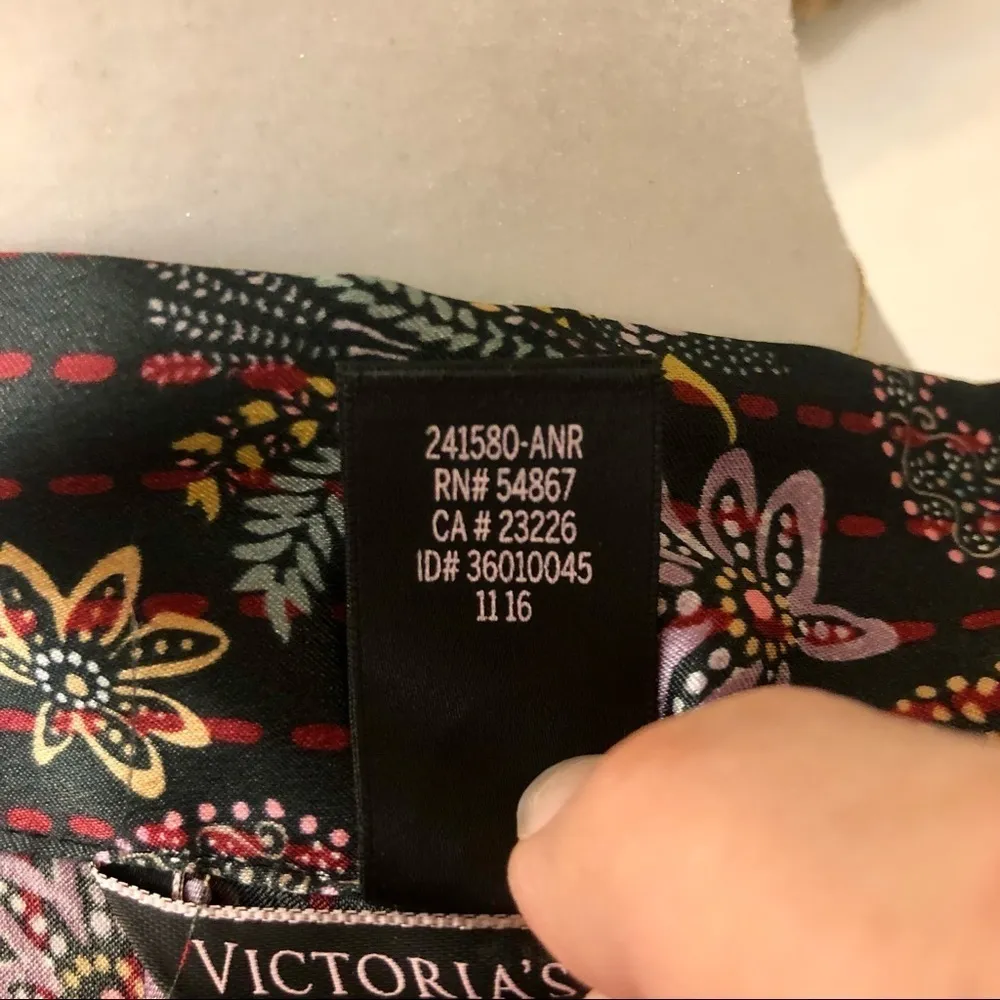 241580-ANR
RN# 54867
CA # 23226
ID# 36010045
11 16
VICTORIA'S